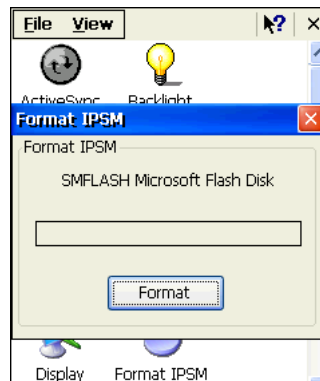 File View
ActiveSync Backlight
Format IPSM
Format IPSM
SMFLASH Microsoft Flash Disk
Format
Display Format IPSM